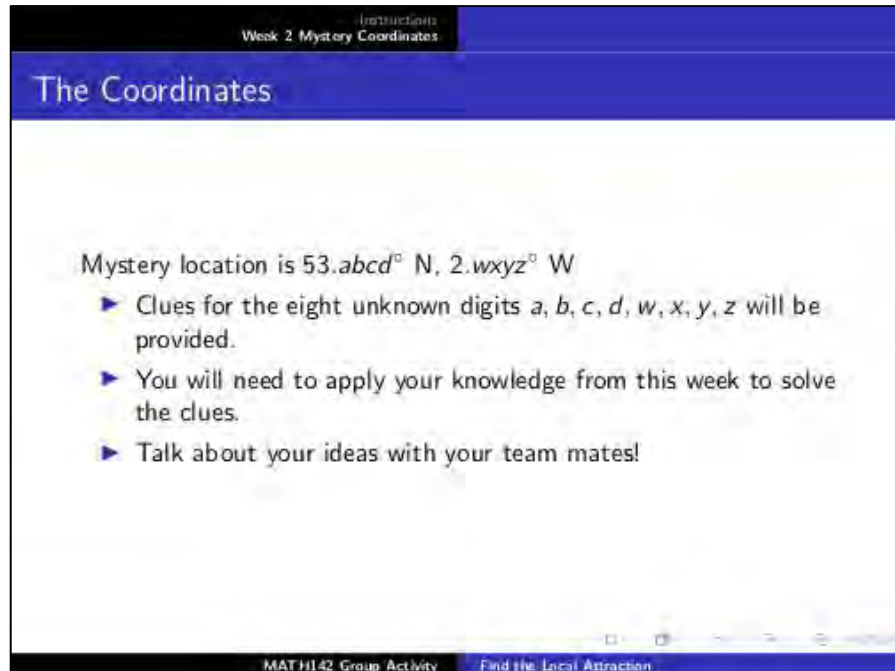 Instructions
Week 2 Mystery Coordinates
The Coordinates
Mystery location is 53.abcd° N, 2.wxyz° W
▶ Clues for the eight unknown digits a, b, c, d, w, x, y, z will be
provided.
▶ You will need to apply your knowledge from this week to solve
the clues.
▶ Talk about your ideas with your team mates!
MATH142 Group Activity Find the Local Attraction